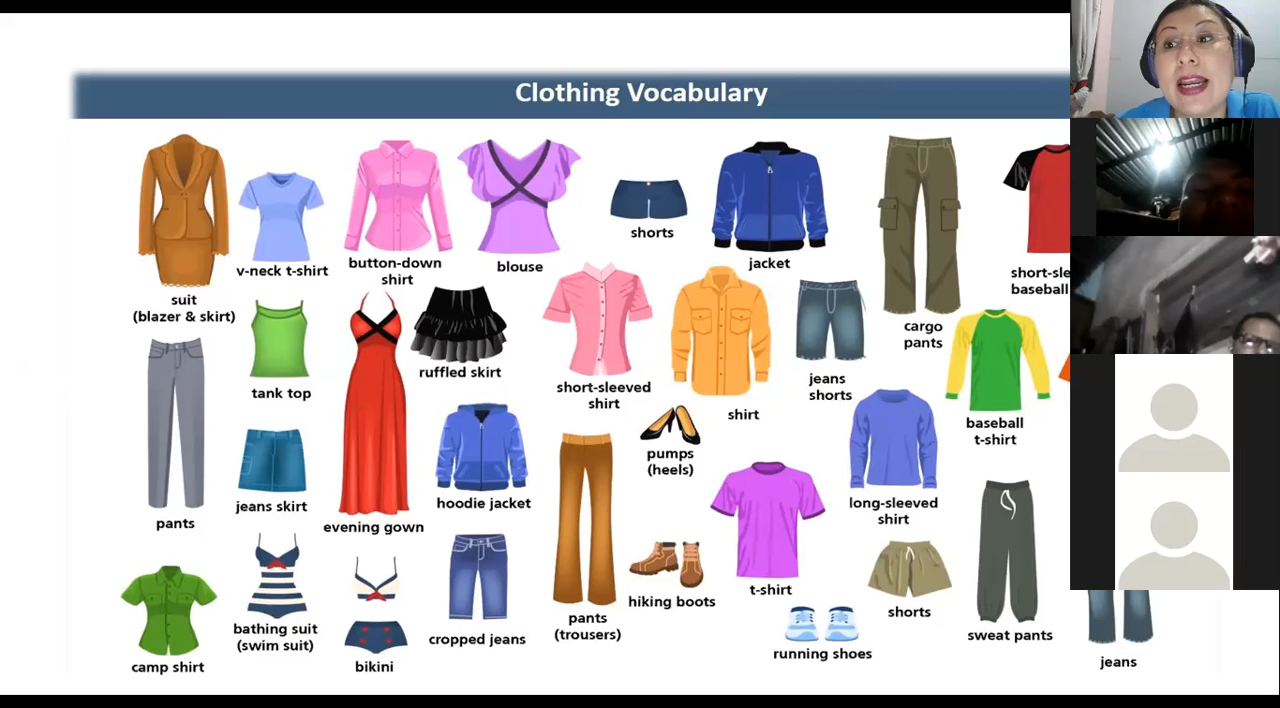 Clothing Vocabulary
suit
(blazer & skirt)
v-neck t-shirt
button-down
shirt
blouse
shorts
jacket
cargo
pants
short-sle
baseball
pants
tank top
evening gown
ruffled skirt
short-sleeved
shirt
shirt
jeans
shorts
baseball
t-shirt
jeans skirt
hoodie jacket
pumps
(heels)
long-sleeved
shirt
camp shirt
bathing suit
(swim suit)
bikini
cropped jeans
pants
(trousers)
hiking boots
t-shirt
running shoes
shorts
sweat pants
jeans